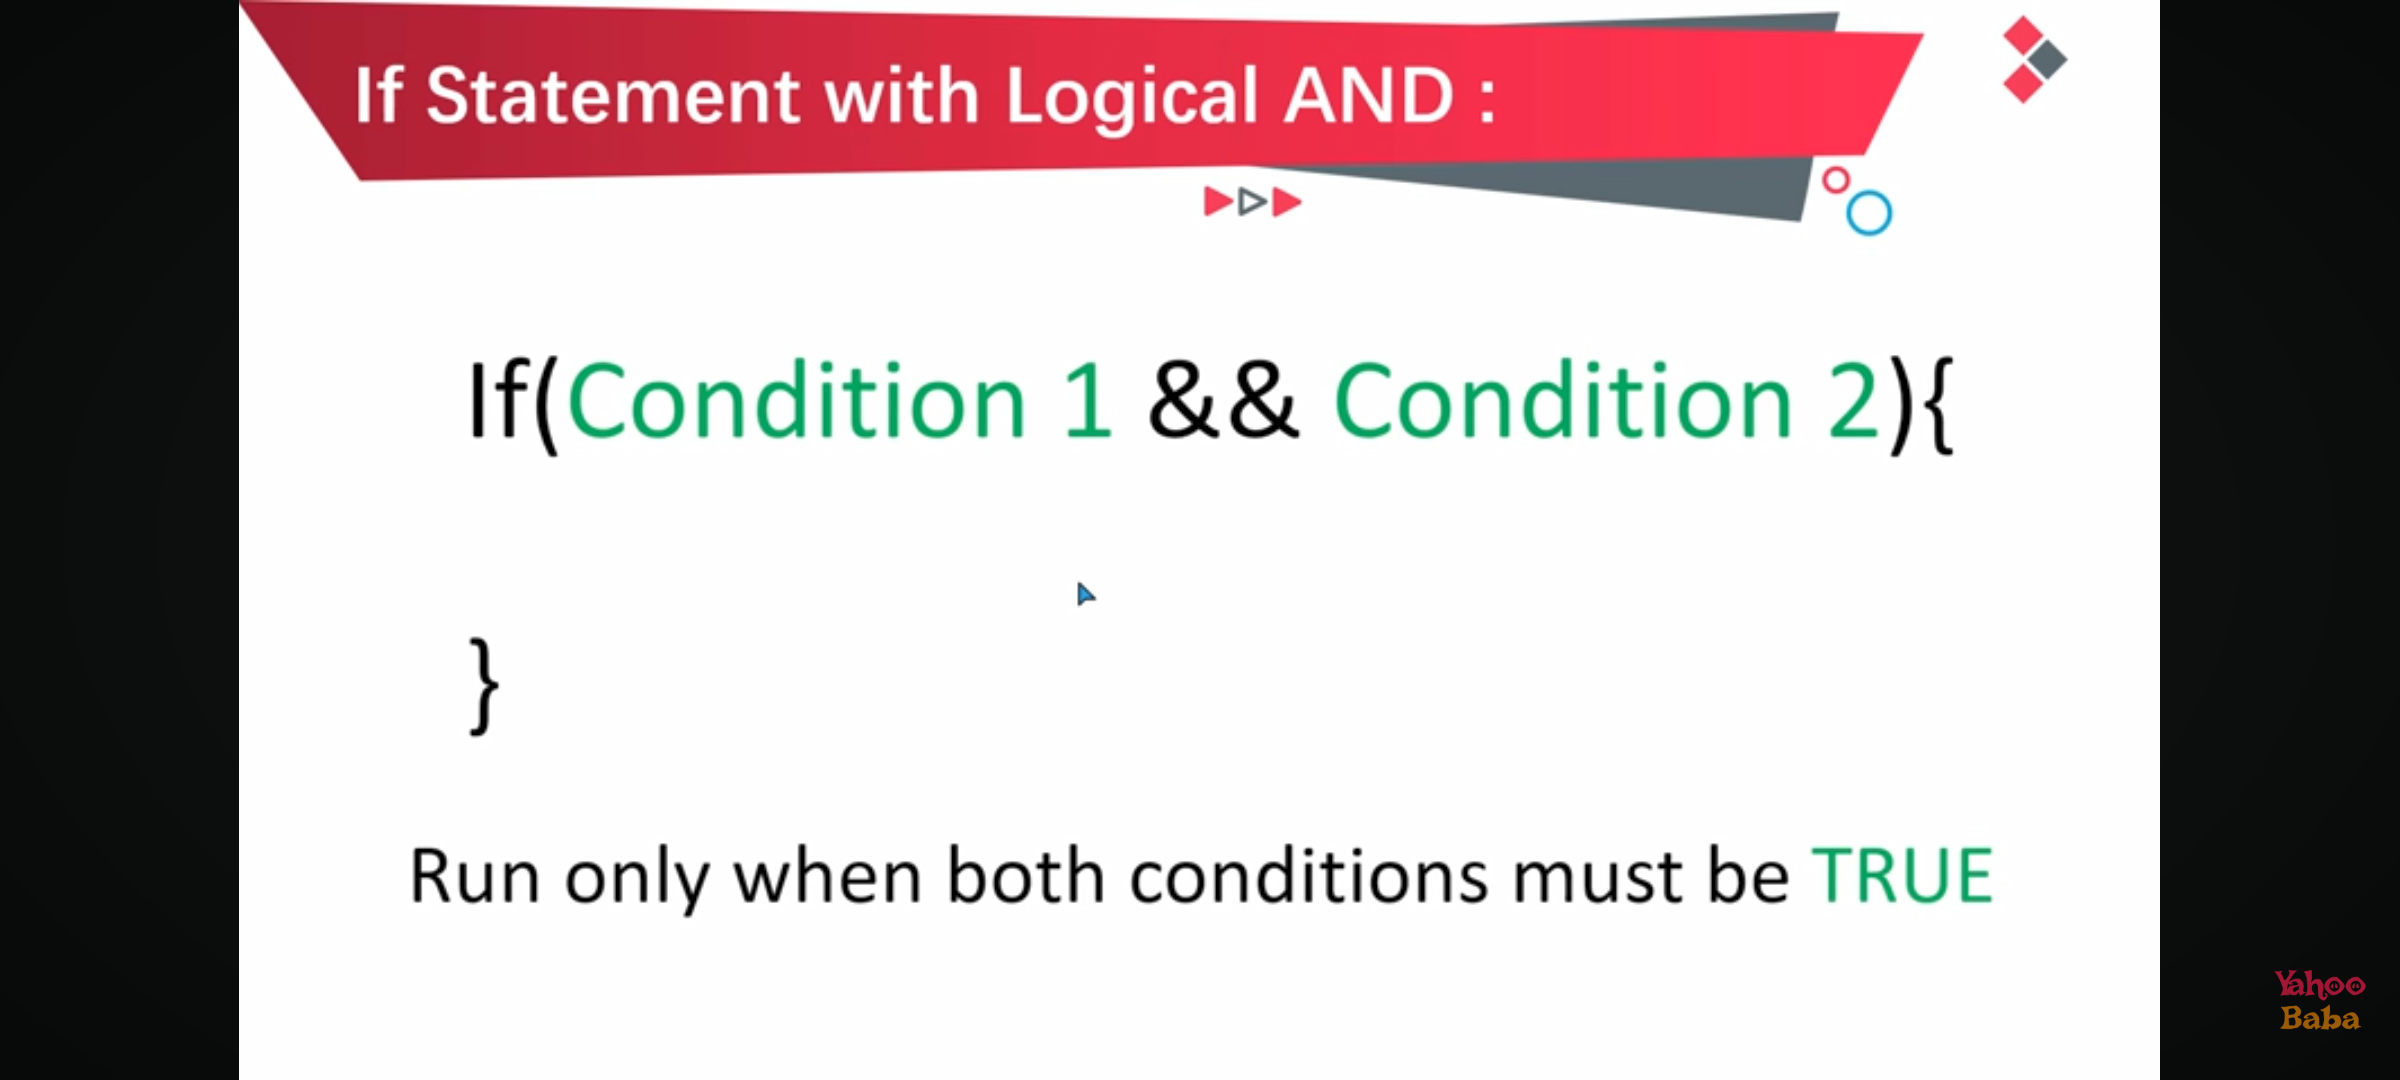 If Statement with Logical AND :
If(Condition 1 && Condition 2){
}
Run only when both conditions must be TRUE
Yahoo
Baba